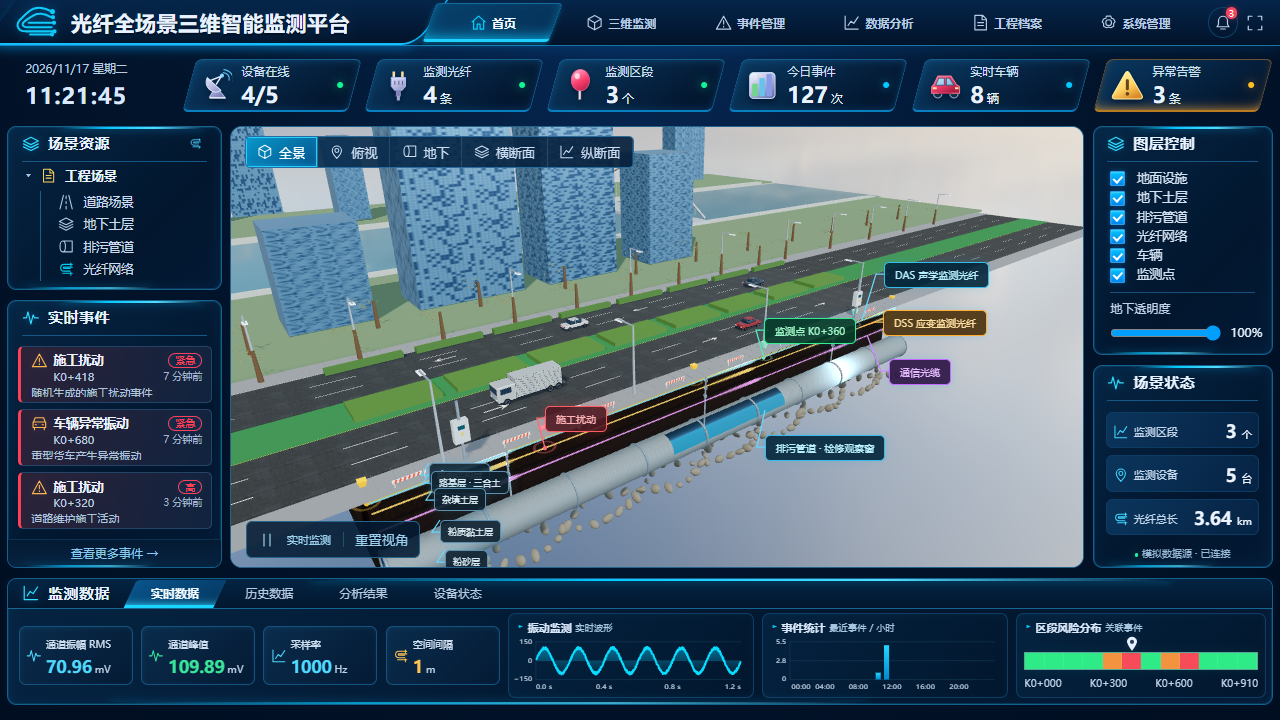 光纤全场景三维智能监测平台
首页
三维监测
事件管理
数据分析
工程档案
系统管理
3
2026/11/17 星期二
11:21:45
设备在线
4/5
监测光纤
4 条
监测区段
3 个
今日事件
127 次
实时车辆
8 辆
异常告警
3 条
场景资源
工程场景
道路场景
地下土层
排污管道
光纤网络
实时事件
施工扰动 紧急
K0+418 7 分钟前
随机生成的施工扰动事件
车辆异常振动 紧急
K0+680 7 分钟前
重型货车产生异常振动
施工扰动 高
K0+320 3 分钟前
道路维护施工活动
查看更多事件 →
全景
俯视
地下
横断面
纵断面
DAS 声学监测光纤
DSS 应变监测光纤
监测点 K0+360
通信光缆
施工扰动
排污管道 · 检修观察窗
路基层 · 三合土
杂填土层
粉质黏土层
粉砂层
实时监测
重置视角
图层控制
地面设施
地下土层
排污管道
光纤网络
车辆
监测点
地下透明度
100%
场景状态
监测区段 3 个
监测设备 5 台
光纤总长 3.64 km
模拟数据源 · 已连接
监测数据
实时数据
历史数据
分析结果
设备状态
通道振幅 RMS
70.96 mV
通道峰值
109.89 mV
采样率
1000 Hz
空间间隔
1 m
振动监测 实时波形
150
0
-150
0.0 s 0.4 s 0.8 s 1.2 s
事件统计 最近事件 / 小时
5.5
2.8
0
00:00 04:00 08:00 12:00 16:00 20:00
区段风险分布 关联事件
K0+000 K0+300 K0+600 K0+910